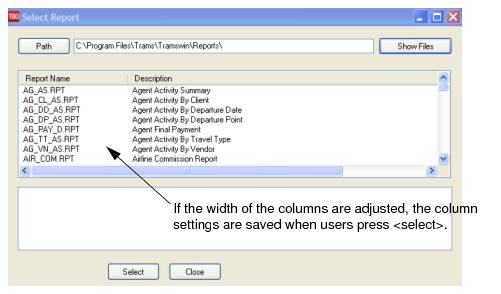 TBO Select Report
Path C:\Program Files\Trams\Tramswin\Reports\ Show Files
Report Name Description
AG_AS.RPT Agent Activity Summary
AG_CL_AS.RPT Agent Activity By Client
AG_DD_AS.RPT Agent Activity By Departure Date
AG_DP_AS.RPT Agent Activity By Departure Point
AG_PAY_D.RPT Agent Final Payment
AG_TT_AS.RPT Agent Activity By Travel Type
AG_VN_AS.RPT Agent Activity By Vendor
AIR_COM.RPT Airline Commission Report
If the width of the columns are adjusted, the column
settings are saved when users press <select>.
Select Close